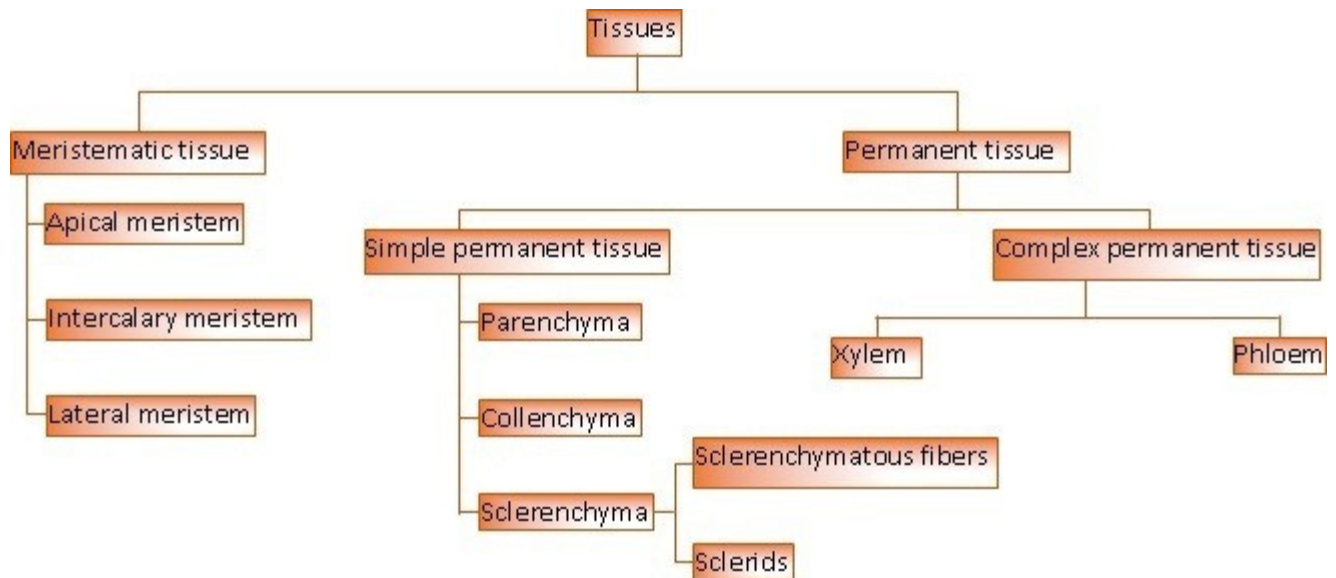 Tissues
Meristematic tissue
Permanent tissue
Apical meristem
Intercalary meristem
Lateral meristem
Simple permanent tissue
Complex permanent tissue
Parenchyma
Collenchyma
Sclerenchyma
Sclerenchymatous fibers
Sclerids
Xylem
Phloem